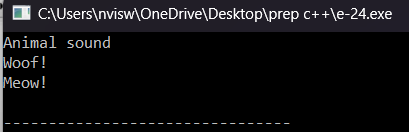 C:\Users\nvisw\OneDrive\Desktop\prep c++\e-24.exe
Animal sound
Woof!
Meow!
--------------------------------